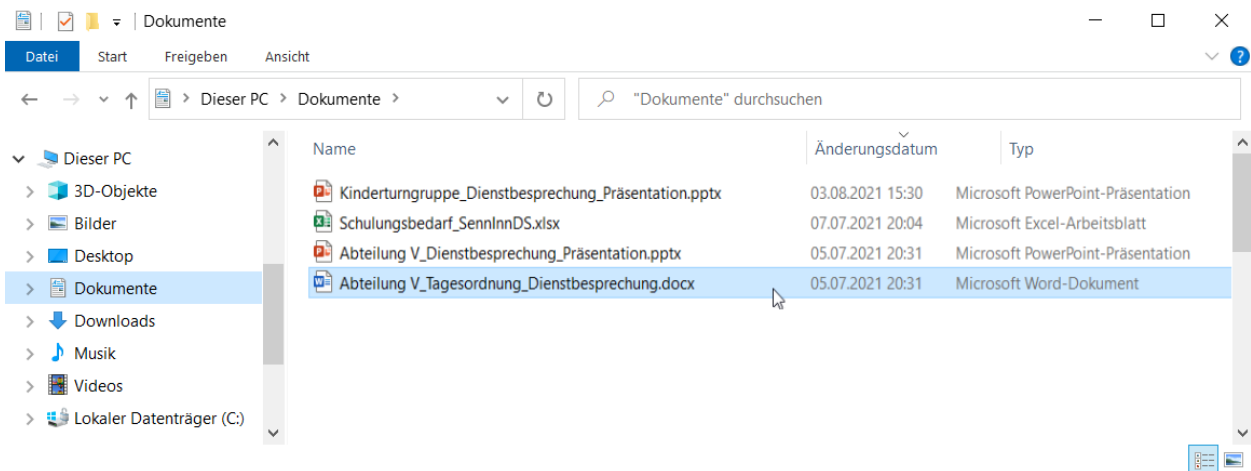 Dokumente
Datei Start Freigeben Ansicht
Dieser PC Dokumente "Dokumente" durchsuchen
Name Änderungsdatum Typ
Dieser PC
3D-Objekte
Bilder
Desktop
Dokumente
Downloads
Musik
Videos
Lokaler Datenträger (C:)
Kinderturngruppe_Dienstbesprechung_Präsentation.pptx 03.08.2021 15:30 Microsoft PowerPoint-Präsentation
Schulungsbedarf_SennInnDS.xlsx 07.07.2021 20:04 Microsoft Excel-Arbeitsblatt
Abteilung V_Dienstbesprechung_Präsentation.pptx 05.07.2021 20:31 Microsoft PowerPoint-Präsentation
Abteilung V_Tagesordnung_Dienstbesprechung.docx 05.07.2021 20:31 Microsoft Word-Dokument